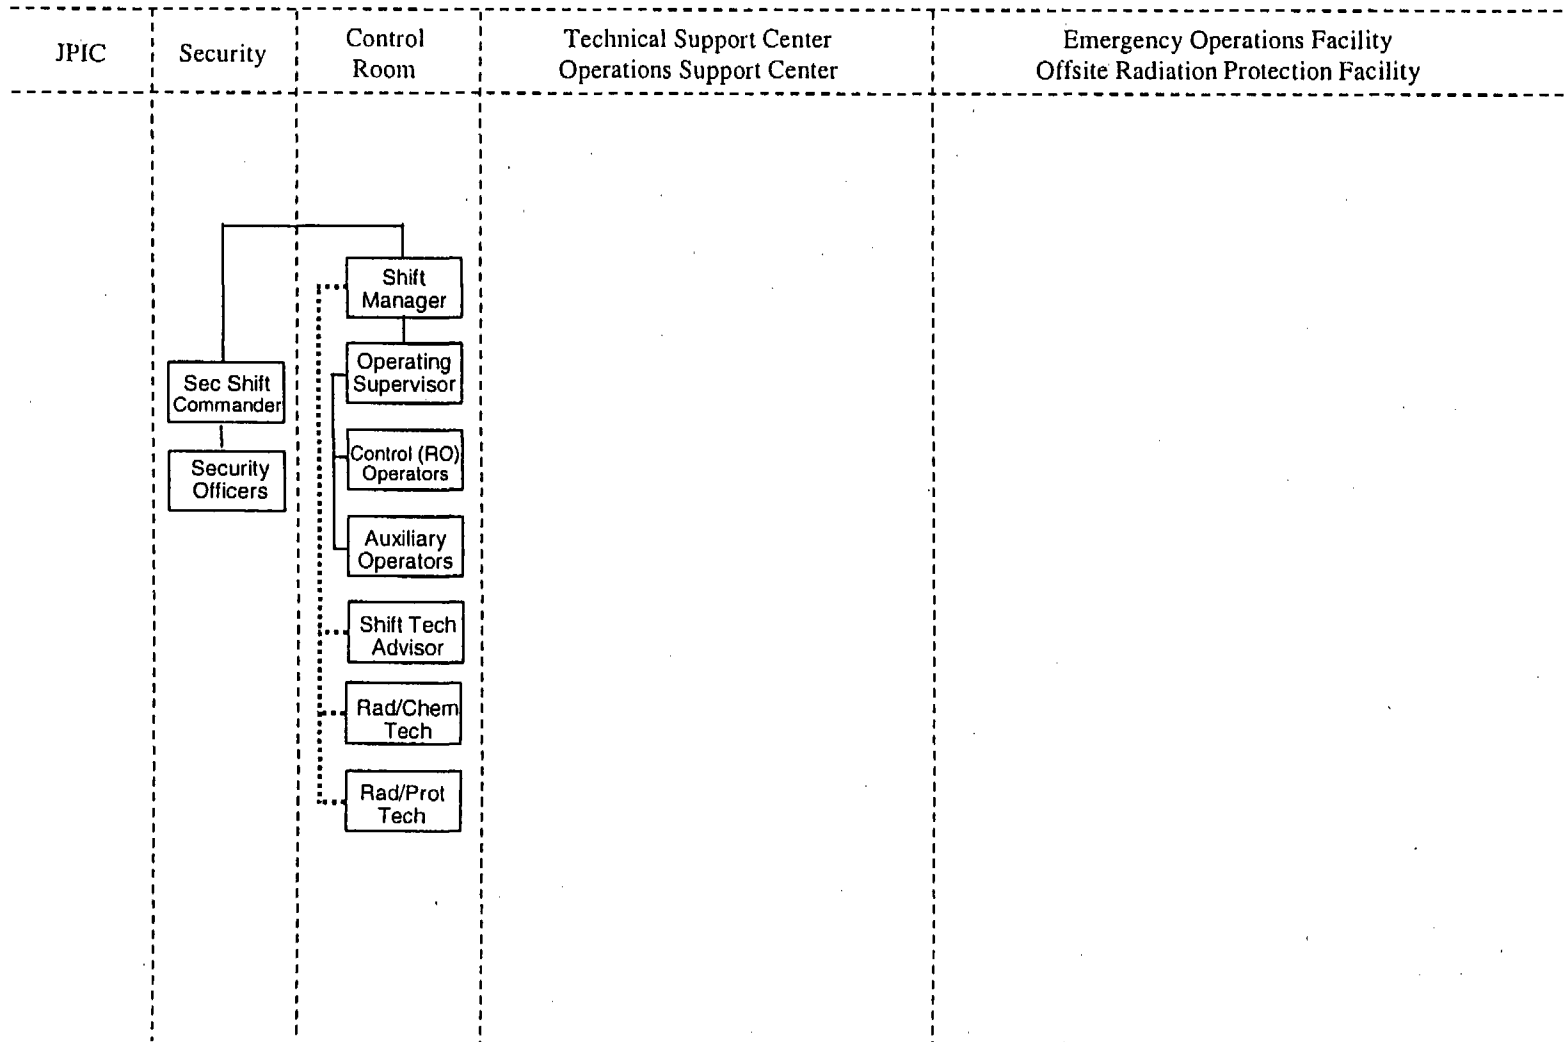 JPIC
Security
Control
Room
Technical Support Center
Operations Support Center
Emergency Operations Facility
Offsite Radiation Protection Facility
Shift
Manager
Operating
Supervisor
Sec Shift
Commander
Control (RO)
Operators
Security
Officers
Auxiliary
Operators
Shift Tech
Advisor
Rad/Chem
Tech
Rad/Prot
Tech